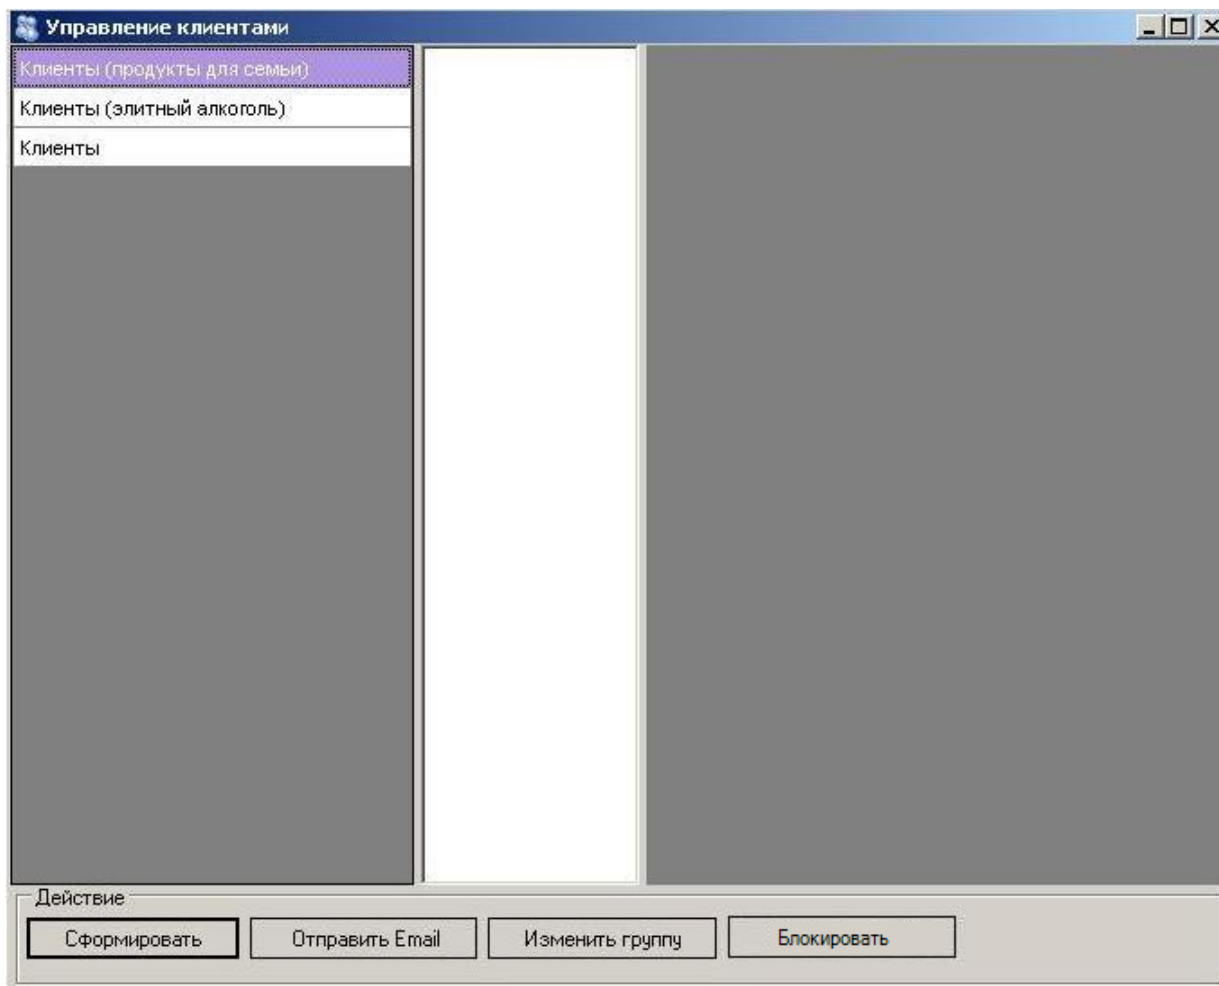 Управление клиентами
Клиенты (продукты для семьи)
Клиенты (элитный алкоголь)
Клиенты
Действие
Сформировать
Отправить Email
Изменить группу
Блокировать